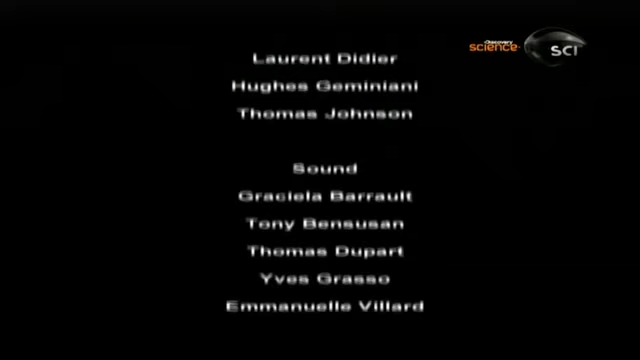 Discovery
science
SCI
Laurent Didier
Hughes Geminiani
Thomas Johnson
Sound
Graciela Barrault
Tony Bensusan
Thomas Dupart
Yves Grasso
Emmanuelle Villard